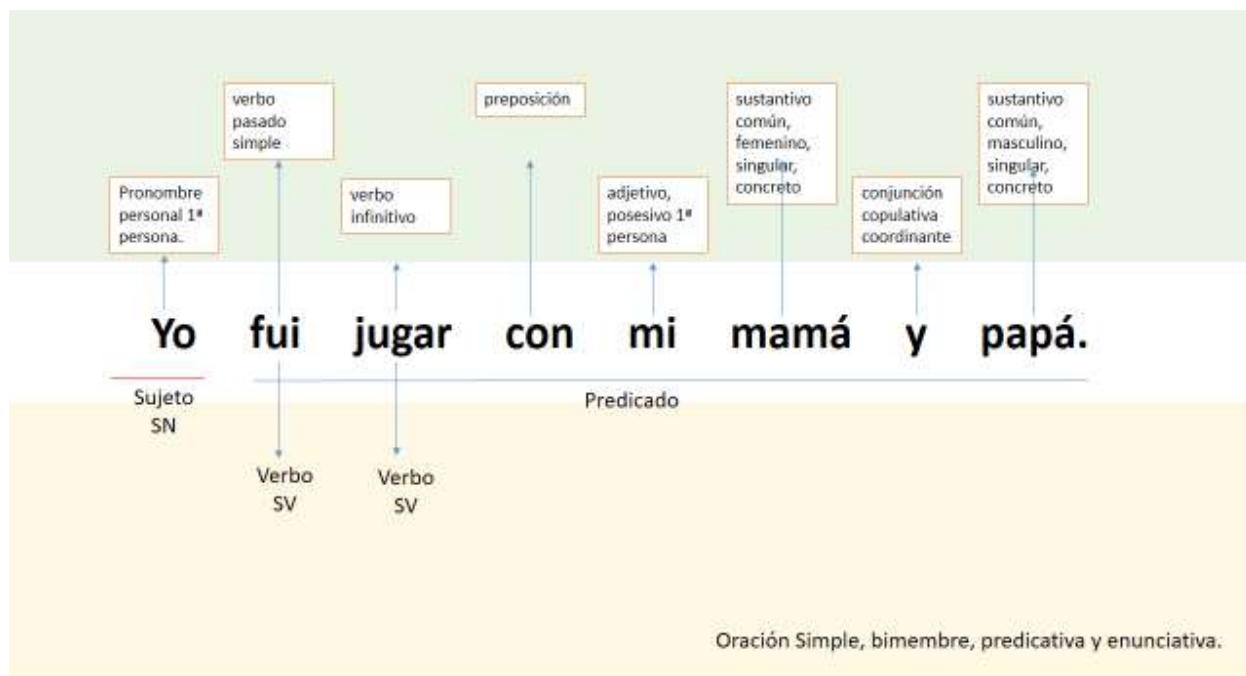 verbo
pasado
simple
preposición
sustantivo
común,
femenino,
singular,
concreto
sustantivo
común,
masculino,
singular,
concreto
Pronombre
personal 1ª
persona.
verbo
infinitivo
adjetivo,
posesivo 1ª
persona
conjunción
copulativa
coordinante
Yo fui jugar con mi mamá y papá.
Sujeto
SN
Predicado
Verbo
SV
Verbo
SV
Oración Simple, bimembre, predicativa y enunciativa.